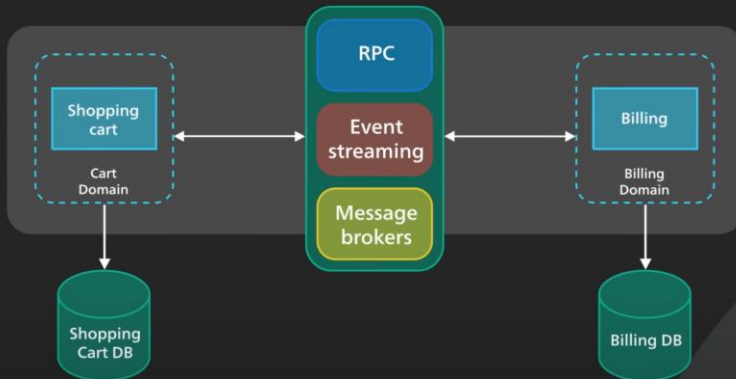 RPC
Shopping
cart
Event
streaming
Billing
Cart
Domain
Billing
Domain
Message
brokers
Shopping
Cart DB
Billing DB